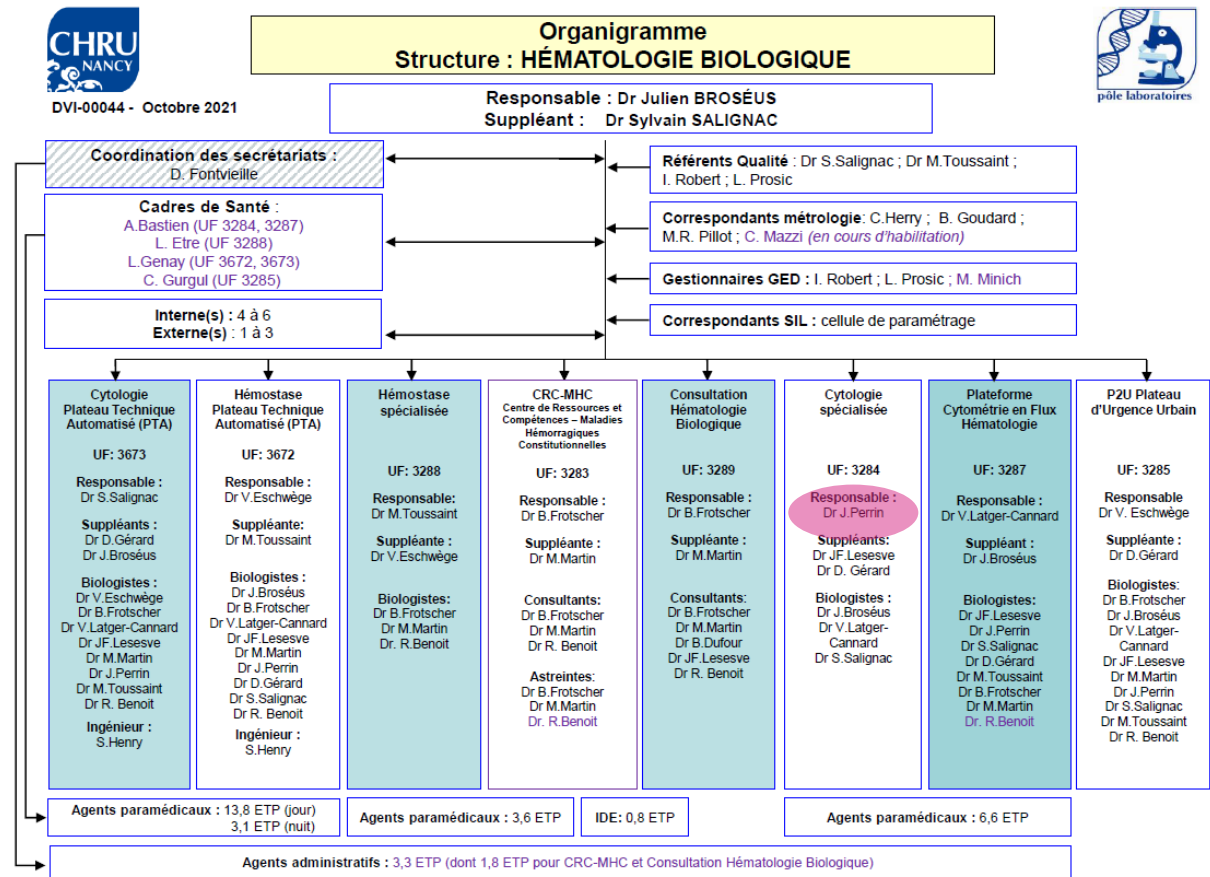 CHRU
NANCY
Organigramme
Structure : HÉMATOLOGIE BIOLOGIQUE
pôle laboratoires
DVI-00044 - Octobre 2021
Responsable : Dr Julien BROSÉUS
Suppléant : Dr Sylvain SALIGNAC
Coordination des secrétariats :
D. Fontvieille
Référents Qualité : Dr S.Salignac ; Dr M.Toussaint ;
I. Robert ; L. Prosic
Cadres de Santé :
A.Bastien (UF 3284, 3287)
L. Etre (UF 3288)
L.Genay (UF 3672, 3673)
C. Gurgul (UF 3285)
Correspondants métrologie: C.Herry ; B. Goudard ;
M.R. Pillot ; C. Mazzi (en cours d'habilitation)
Gestionnaires GED : I. Robert ; L. Prosic ; M. Minich
Interne(s) : 4 à 6
Externe(s) : 1 à 3
Correspondants SIL : cellule de paramétrage
Cytologie
Plateau Technique
Automatisé (PTA)
UF: 3673
Responsable :
Dr S.Salignac
Suppléants :
Dr D.Gérard
Dr J.Broséus
Biologistes :
Dr V.Eschwège
Dr B.Frotscher
Dr V.Latger-Cannard
Dr JF.Lesesve
Dr M.Martin
Dr J.Perrin
Dr M.Toussaint
Dr R. Benoit
Ingénieur :
S.Henry
Hémostase
Plateau Technique
Automatisé (PTA)
UF: 3672
Responsable :
Dr V.Eschwège
Suppléante:
Dr M.Toussaint
Biologistes :
Dr J.Broséus
Dr B.Frotscher
Dr V.Latger-Cannard
Dr JF.Lesesve
Dr M.Martin
Dr J.Perrin
Dr D.Gérard
Dr S.Salignac
Dr R. Benoit
Ingénieur :
S.Henry
Hémostase
spécialisée
UF: 3288
Responsable:
Dr M.Toussaint
Suppléante :
Dr V.Eschwège
Biologistes:
Dr B.Frotscher
Dr M.Martin
Dr. R.Benoit
CRC-MHC
Centre de Ressources et
Compétences – Maladies
Hémorragiques
Constitutionnelles
UF: 3283
Responsable :
Dr B.Frotscher
Suppléante :
Dr M.Martin
Consultants:
Dr B.Frotscher
Dr M.Martin
Dr R. Benoit
Astreintes:
Dr B.Frotscher
Dr M.Martin
Dr. R.Benoit
Consultation
Hématologie
Biologique
UF: 3289
Responsable :
Dr B.Frotscher
Suppléante :
Dr M.Martin
Consultants:
Dr B.Frotscher
Dr M.Martin
Dr B.Dufour
Dr JF.Lesesve
Dr R. Benoit
Cytologie
spécialisée
UF: 3284
Responsable :
Dr J.Perrin
Suppléants:
Dr JF.Lesesve
Dr D. Gérard
Biologistes :
Dr J.Broséus
Dr V.Latger-
Cannard
Dr S.Salignac
Plateforme
Cytométrie en Flux
Hématologie
UF: 3287
Responsable :
Dr V.Latger-Cannard
Suppléant :
Dr J.Broséus
Biologistes:
Dr JF.Lesesve
Dr J.Perrin
Dr S.Salignac
Dr D.Gérard
Dr M.Toussaint
Dr B.Frotscher
Dr M.Martin
Dr. R.Benoit
P2U Plateau
d'Urgence Urbain
UF: 3285
Responsable
Dr V. Eschwège
Suppléante :
Dr D.Gérard
Biologistes:
Dr B.Frotscher
Dr J.Broséus
Dr V.Latger-
Cannard
Dr JF.Lesesve
Dr M.Martin
Dr J.Perrin
Dr S.Salignac
Dr M.Toussaint
Dr R. Benoit
Agents paramédicaux : 13,8 ETP (jour)
3,1 ETP (nuit)
Agents paramédicaux : 3,6 ETP
IDE: 0,8 ETP
Agents paramédicaux : 6,6 ETP
Agents administratifs : 3,3 ETP (dont 1,8 ETP pour CRC-MHC et Consultation Hématologie Biologique)